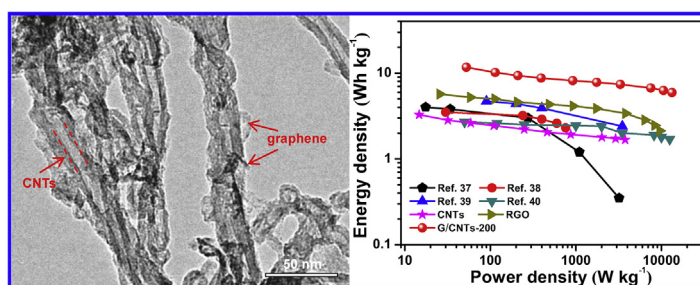 graphene
CNTs
50 nm
Energy density (Wh kg⁻¹)
10
1
0.1
Ref. 37
Ref. 38
Ref. 39
Ref. 40
CNTs
RGO
G/CNTs-200
10
100
1000
10000
Power density (W kg⁻¹)